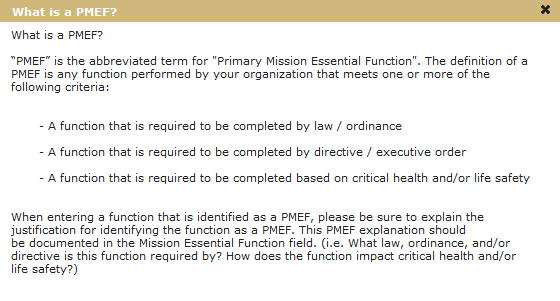 What is a PMEF?
What is a PMEF?
“PMEF” is the abbreviated term for "Primary Mission Essential Function". The definition of a
PMEF is any function performed by your organization that meets one or more of the
following criteria:
- A function that is required to be completed by law / ordinance
- A function that is required to be completed by directive / executive order
- A function that is required to be completed based on critical health and/or life safety
When entering a function that is identified as a PMEF, please be sure to explain the
justification for identifying the function as a PMEF. This PMEF explanation should
be documented in the Mission Essential Function field. (i.e. What law, ordinance, and/or
directive is this function required by? How does the function impact critical health and/or
life safety?)